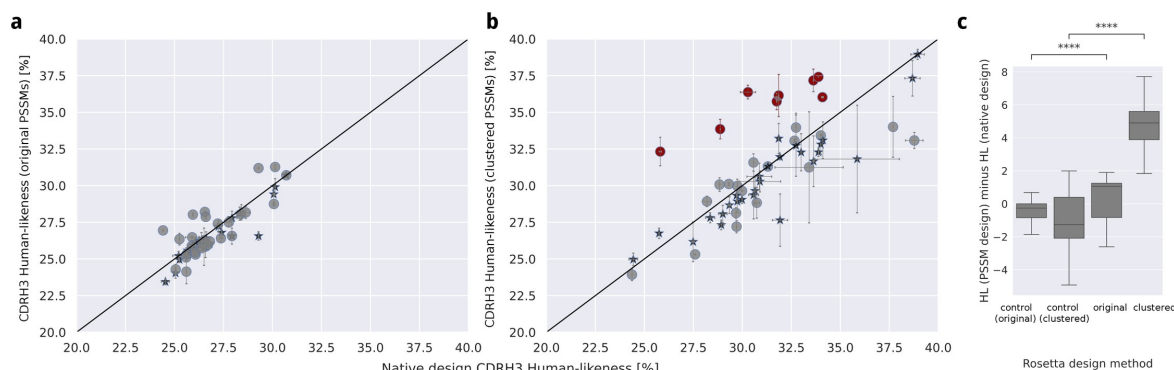 a
CDRH3 Human-likeness (original PSSMs) [%]
40.0
37.5
35.0
32.5
30.0
27.5
25.0
22.5
20.0
20.0 22.5 25.0 27.5 30.0 32.5 35.0 37.5 40.0
b
CDRH3 Human-likeness (clustered PSSMs) [%]
40.0
37.5
35.0
32.5
30.0
27.5
25.0
22.5
20.0
20.0 22.5 25.0 27.5 30.0 32.5 35.0 37.5 40.0
Native design CDRH3 Human-likeness [%]
c
****
****
HL (PSSM design) minus HL (native design)
8
6
4
2
0
−2
−4
control control original clustered
(original) (clustered)
Rosetta design method